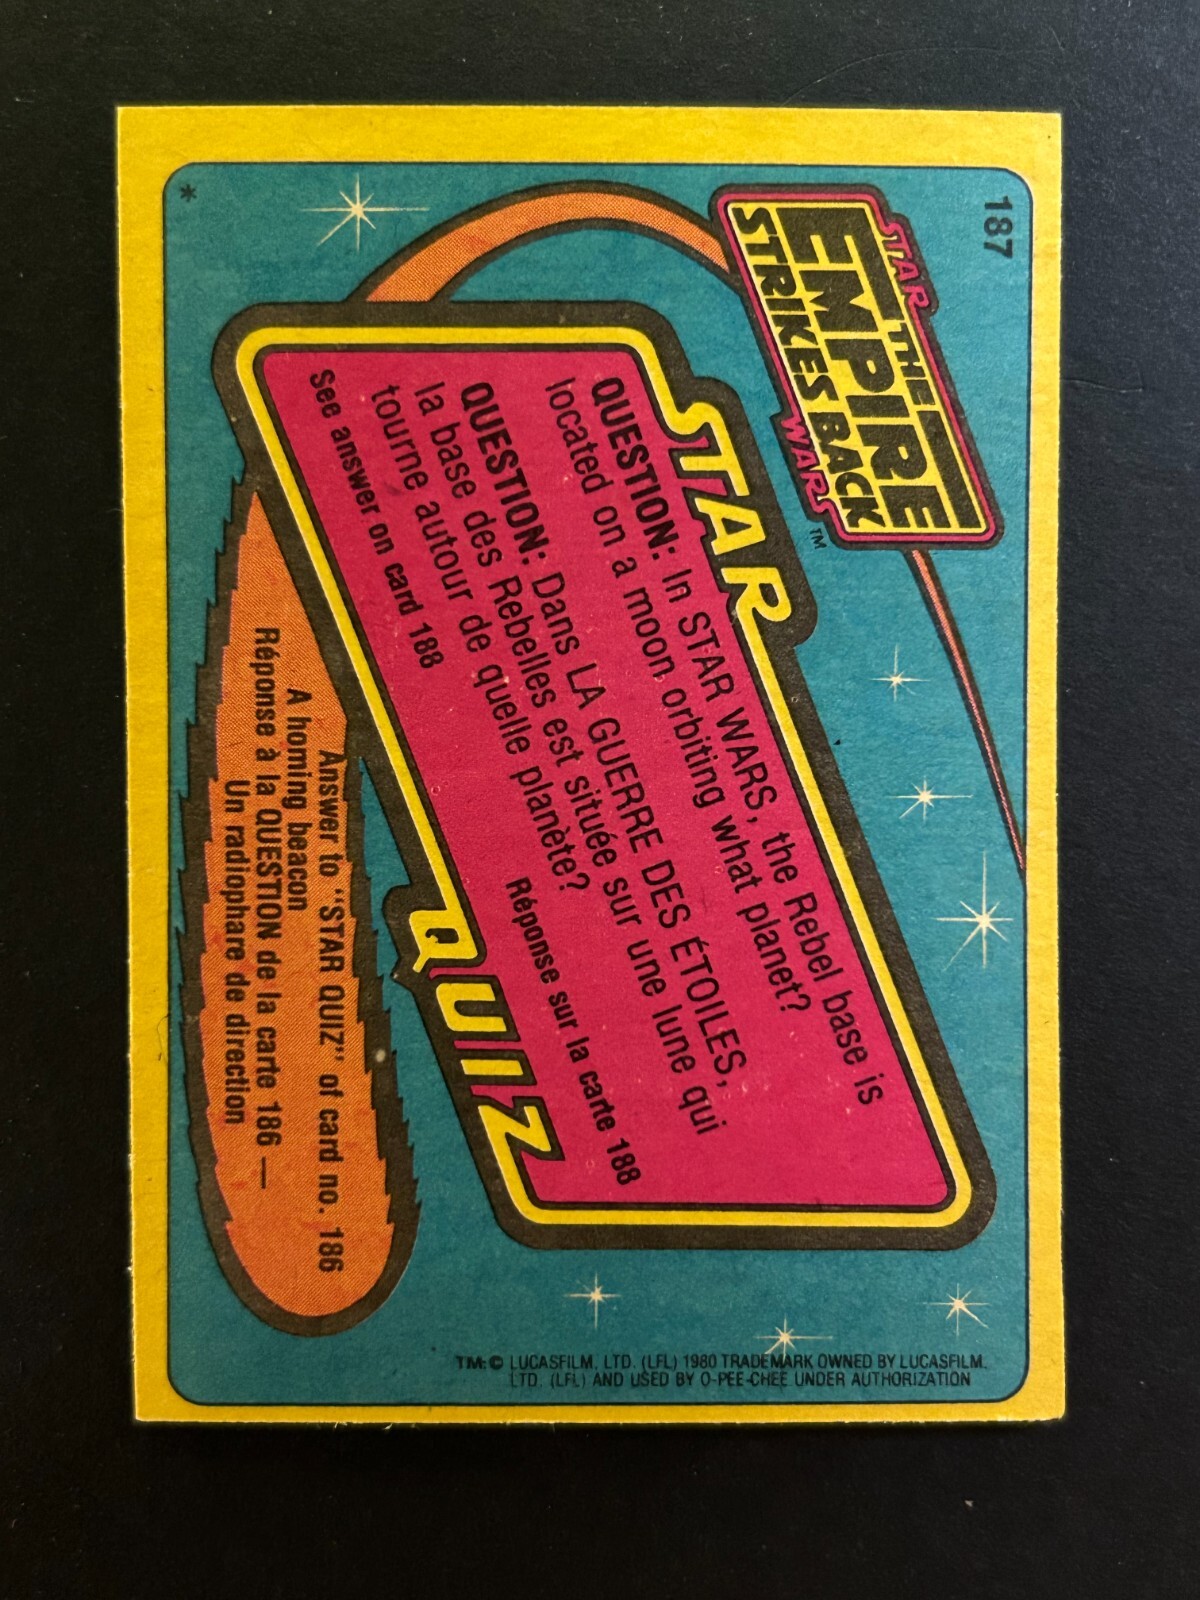 187
STAR
THE
EMPIRE
STRIKES BACK
WARS™
STAR
QUESTION: In STAR WARS, the Rebel base is
located on a moon orbiting what planet?
QUESTION: Dans LA GUERRE DES ÉTOILES,
la base des Rebelles est située sur une lune qui
tourne autour de quelle planète?
See answer on card 188
Réponse sur la carte 188
QUIZ
Answer to "STAR QUIZ" of card no. 186
A homing beacon
Réponse à la QUESTION de la carte 186 —
Un radiophare de direction
*
TM: © LUCASFILM, LTD. (LFL) 1980 TRADEMARK OWNED BY LUCASFILM,
LTD. (LFL) AND USED BY O-PEE-CHEE UNDER AUTHORIZATION